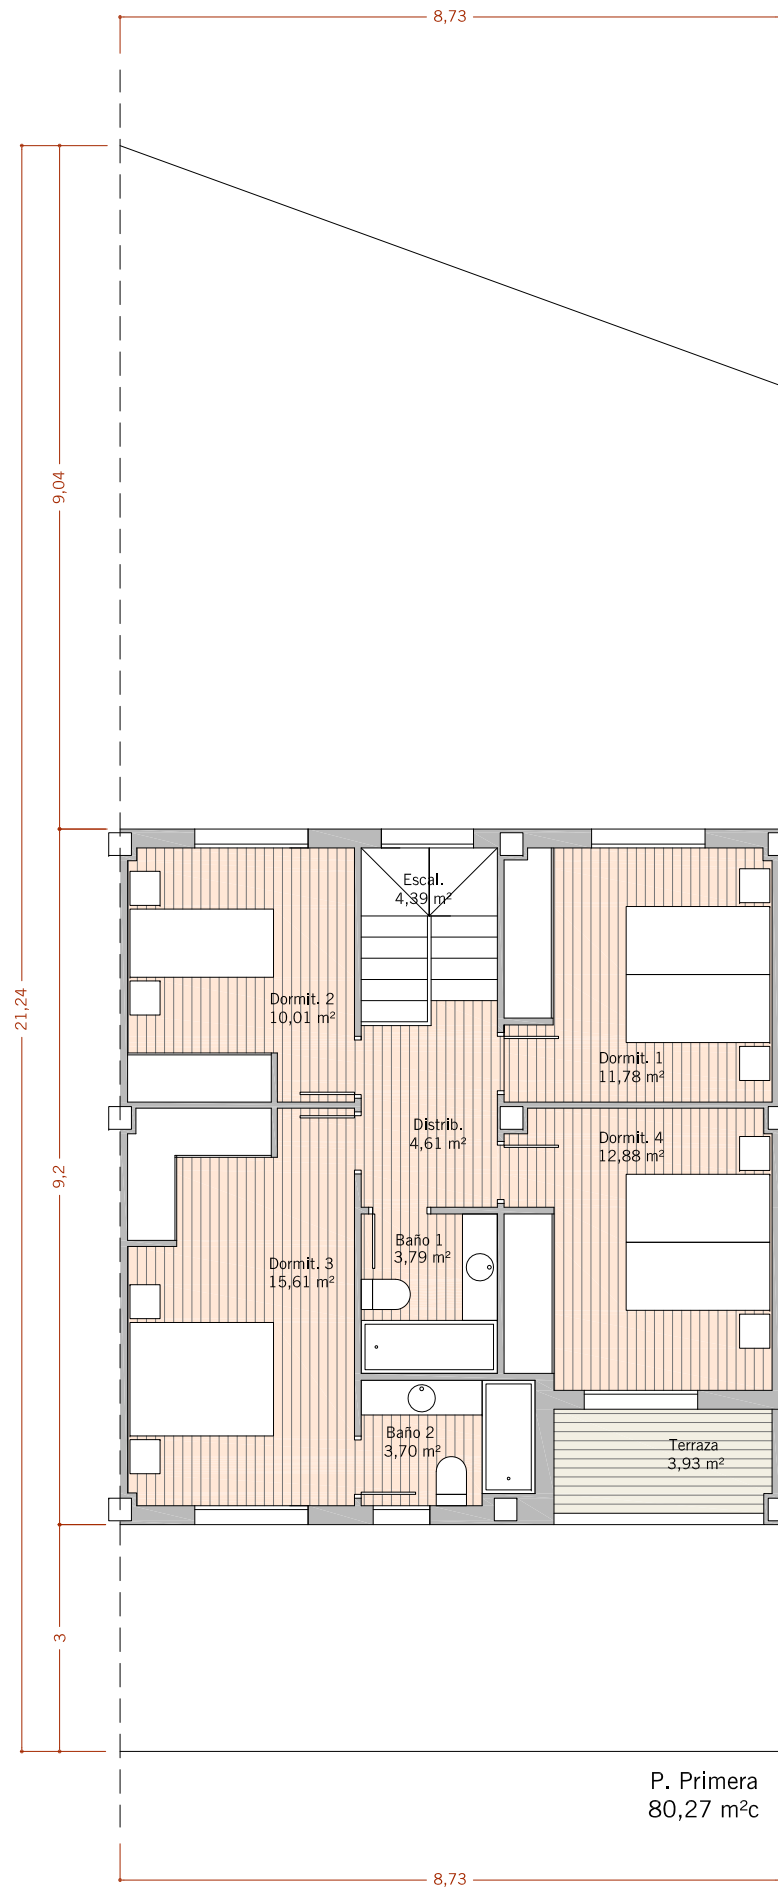 8,73
9,04
21,24
Escal.
4,39 m²
Dormit. 2
10,01 m²
Dormit. 1
11,78 m²
Distrib.
4,61 m²
Dormit. 4
12,88 m²
9,2
Baño 1
3,79 m²
Dormit. 3
15,61 m²
Baño 2
3,70 m²
Terraza
3,93 m²
3
P. Primera
80,27 m²c
8,73